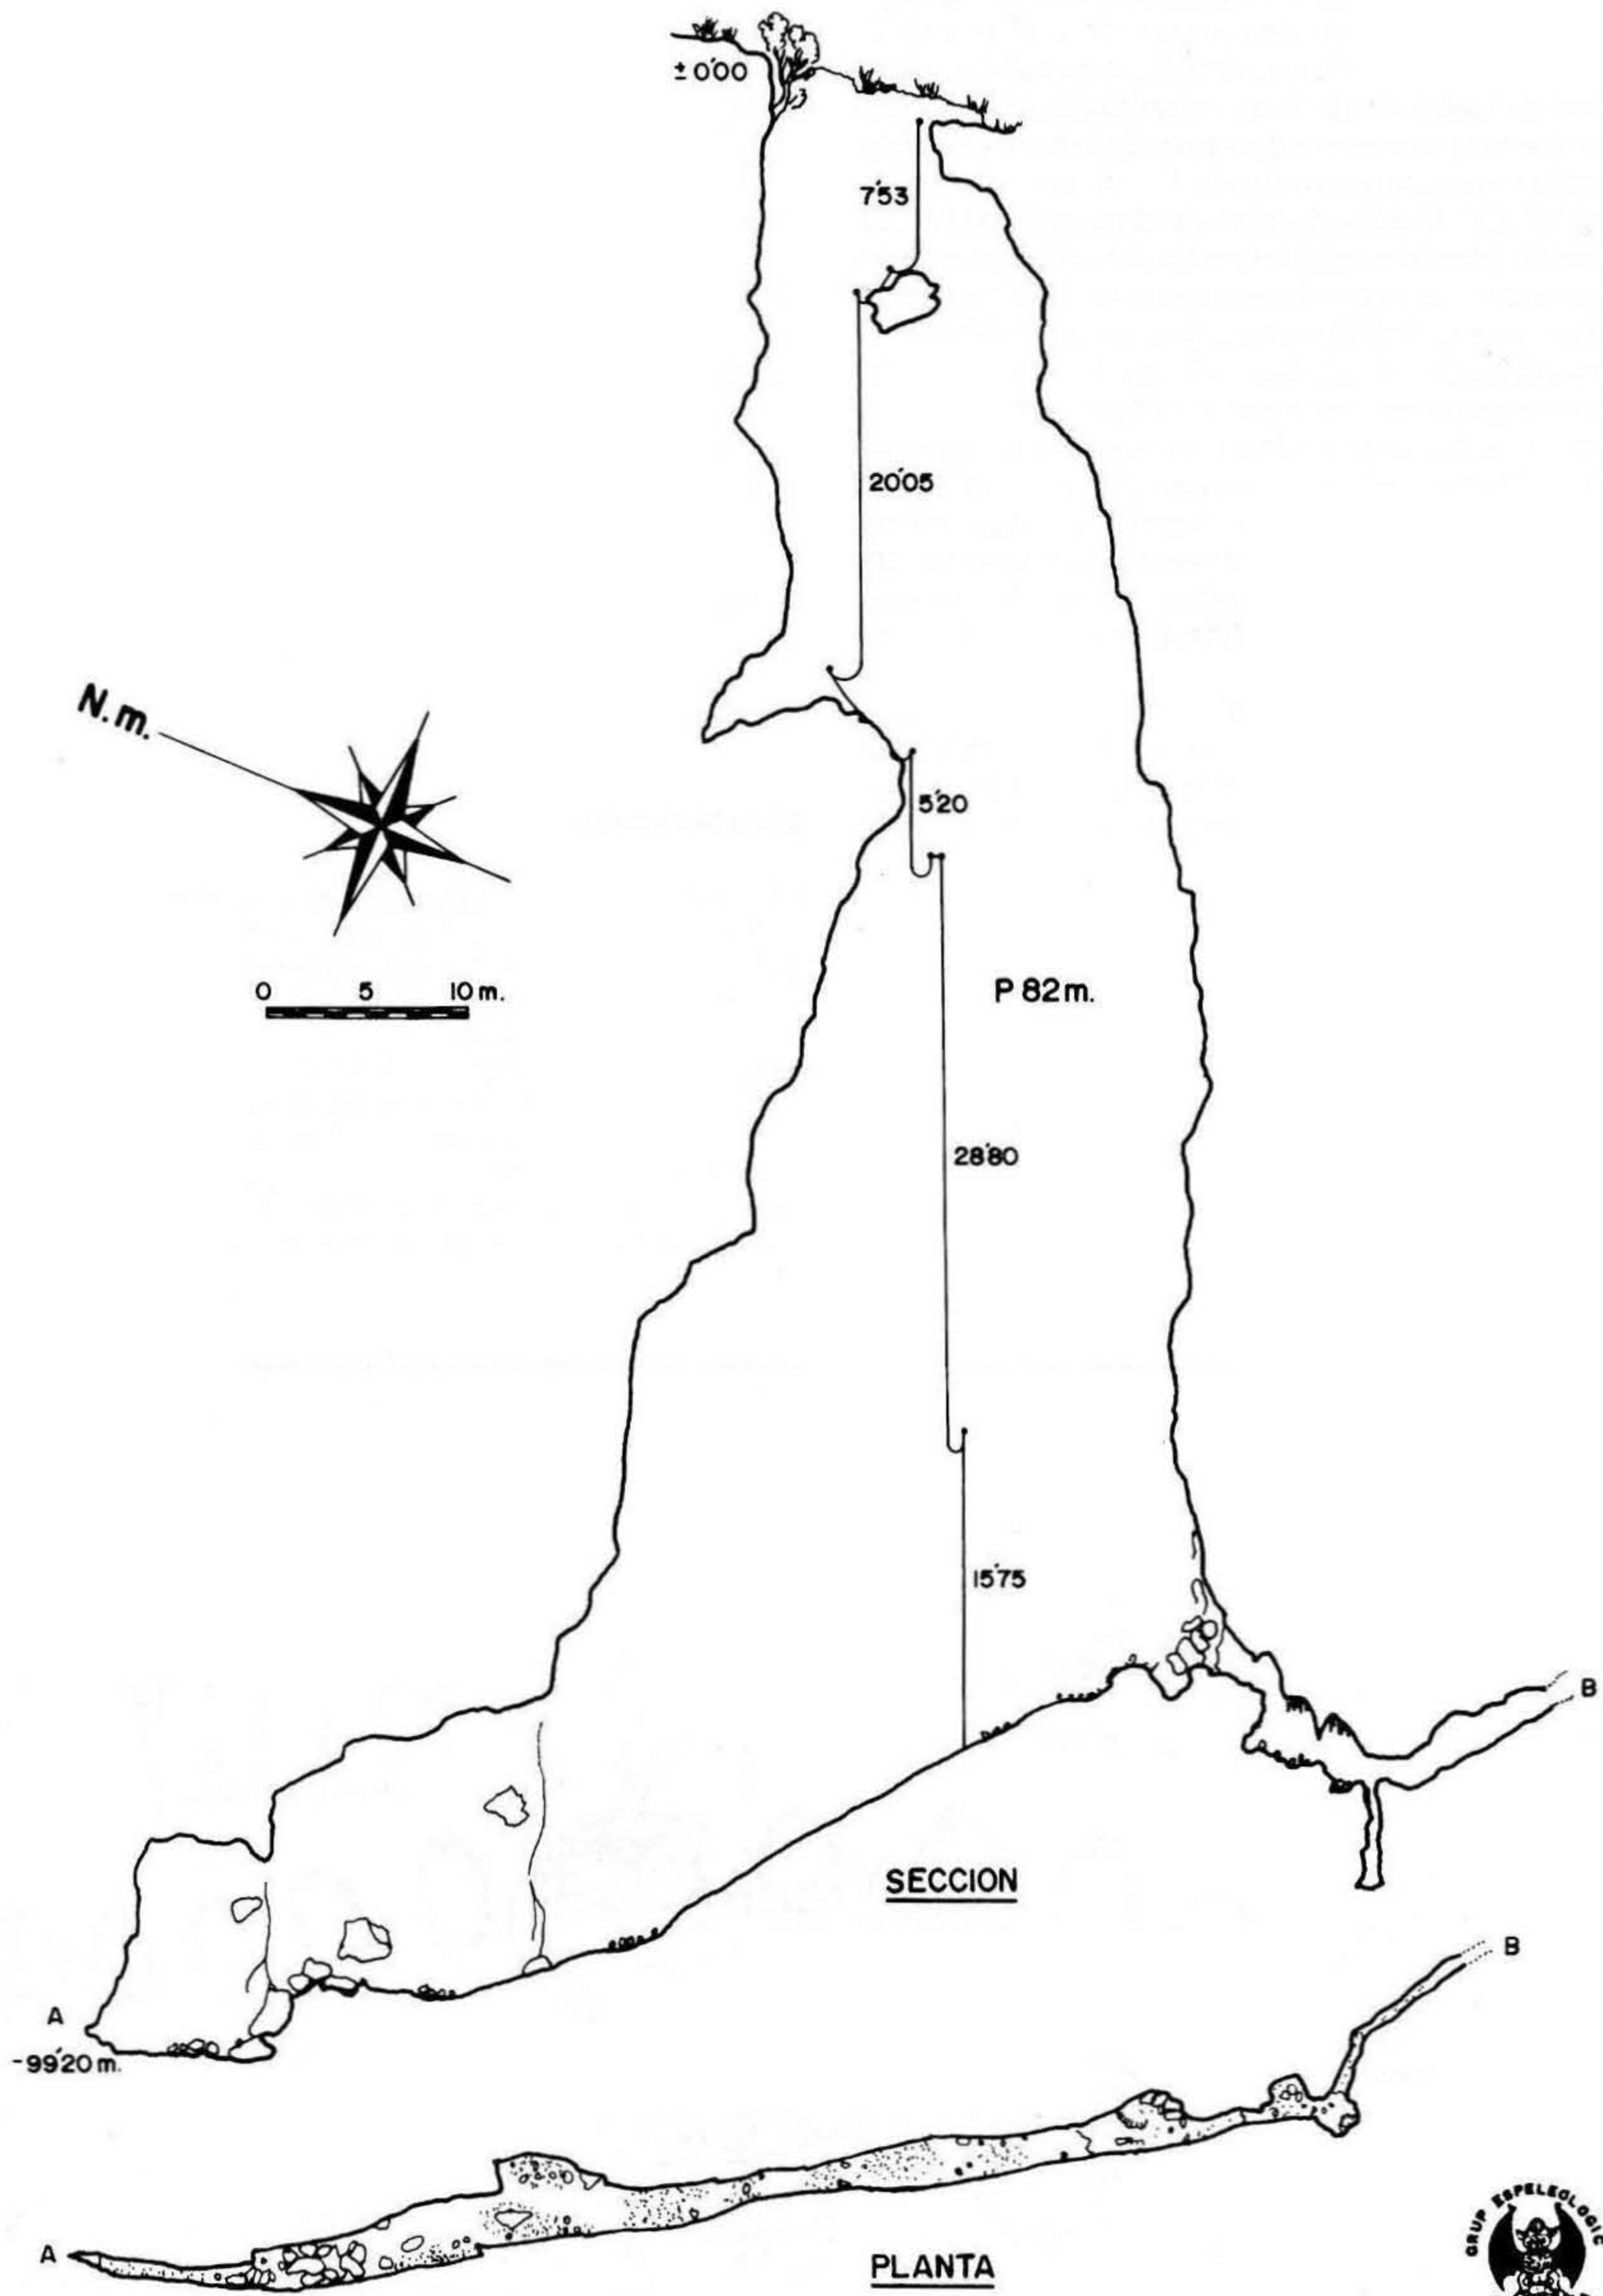 ± 0'00
7'53
20'05
N.m.
5'20
0 5 10 m.
P 82 m.
28'80
15'75
B
SECCION
A
-99'20 m.
B
A
PLANTA
GRUP ESPELEOLOGIC